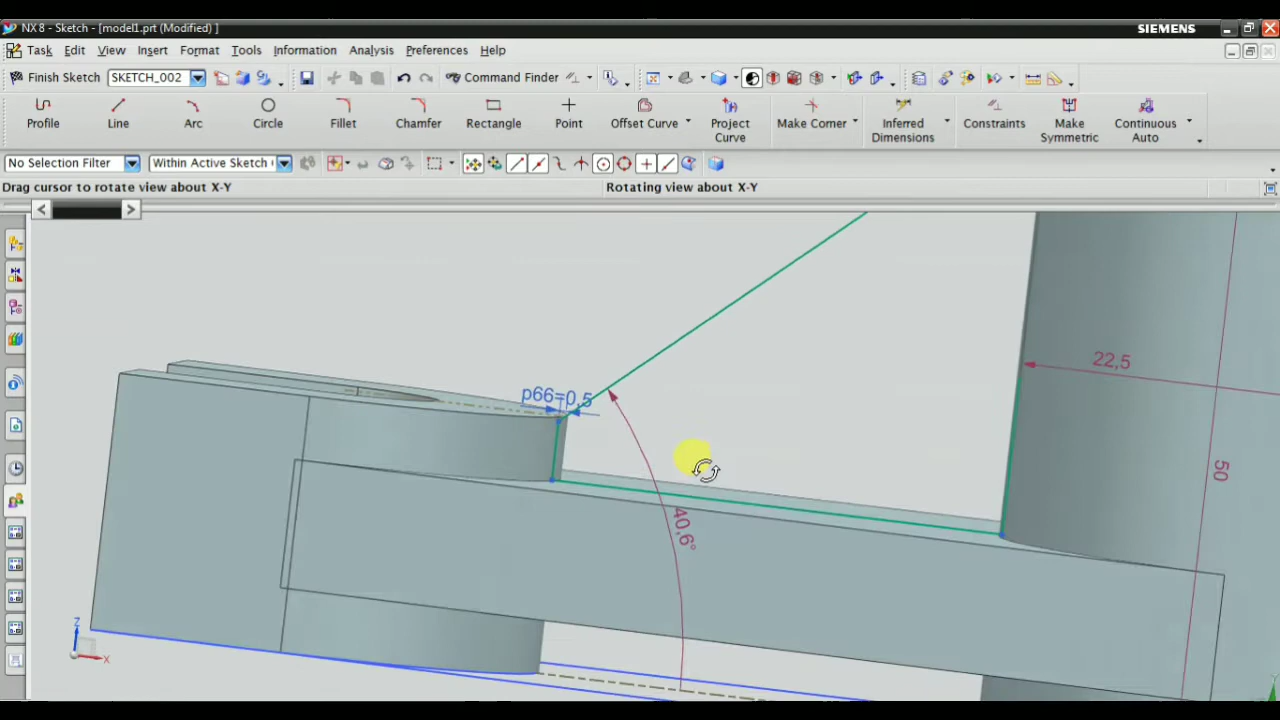 NX 8 - Sketch - [model1.prt (Modified) ]
SIEMENS
Task Edit View Insert Format Tools Information Analysis Preferences Help
Finish Sketch SKETCH_002 Command Finder
Profile Line Arc Circle Fillet Chamfer Rectangle Point Offset Curve Project Curve Make Corner Inferred Dimensions Constraints Make Symmetric Continuous Auto
No Selection Filter Within Active Sketch
Drag cursor to rotate view about X-Y Rotating view about X-Y
22,5
p66=0,5
50
40,6°
Z
X